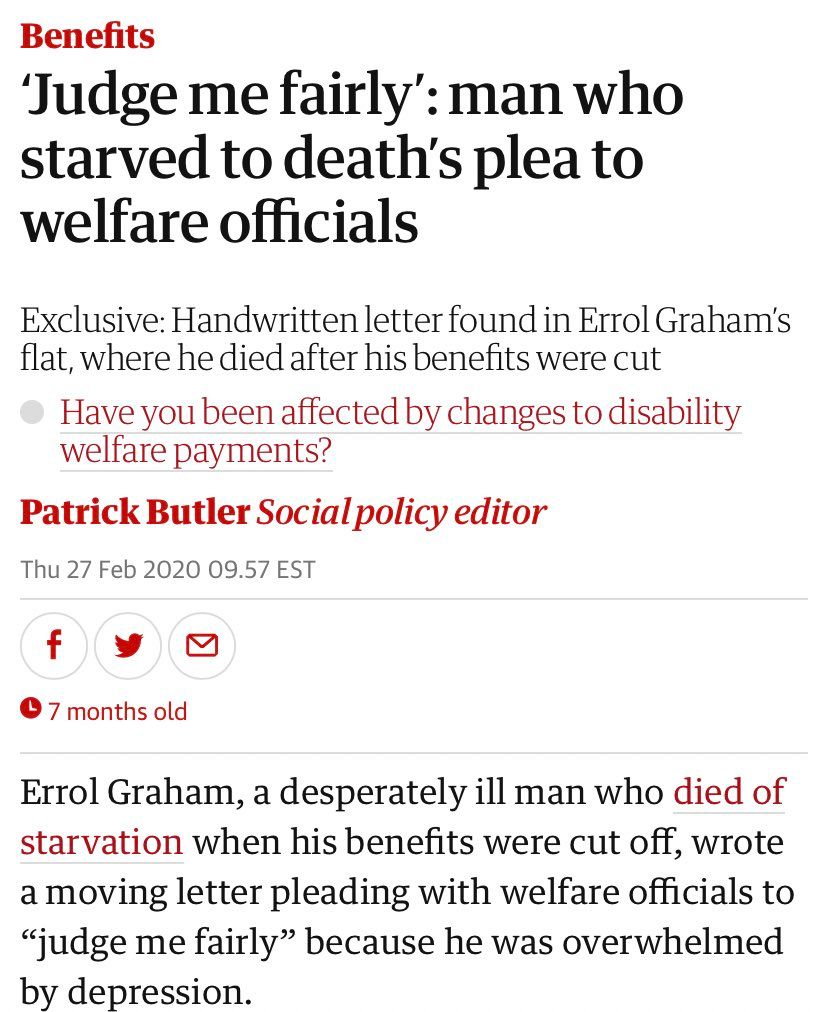 Benefits
‘Judge me fairly’: man who
starved to death’s plea to
welfare officials
Exclusive: Handwritten letter found in Errol Graham’s
flat, where he died after his benefits were cut
Have you been affected by changes to disability
welfare payments?
Patrick Butler Social policy editor
Thu 27 Feb 2020 09.57 EST
7 months old
Errol Graham, a desperately ill man who died of
starvation when his benefits were cut off, wrote
a moving letter pleading with welfare officials to
“judge me fairly” because he was overwhelmed
by depression.